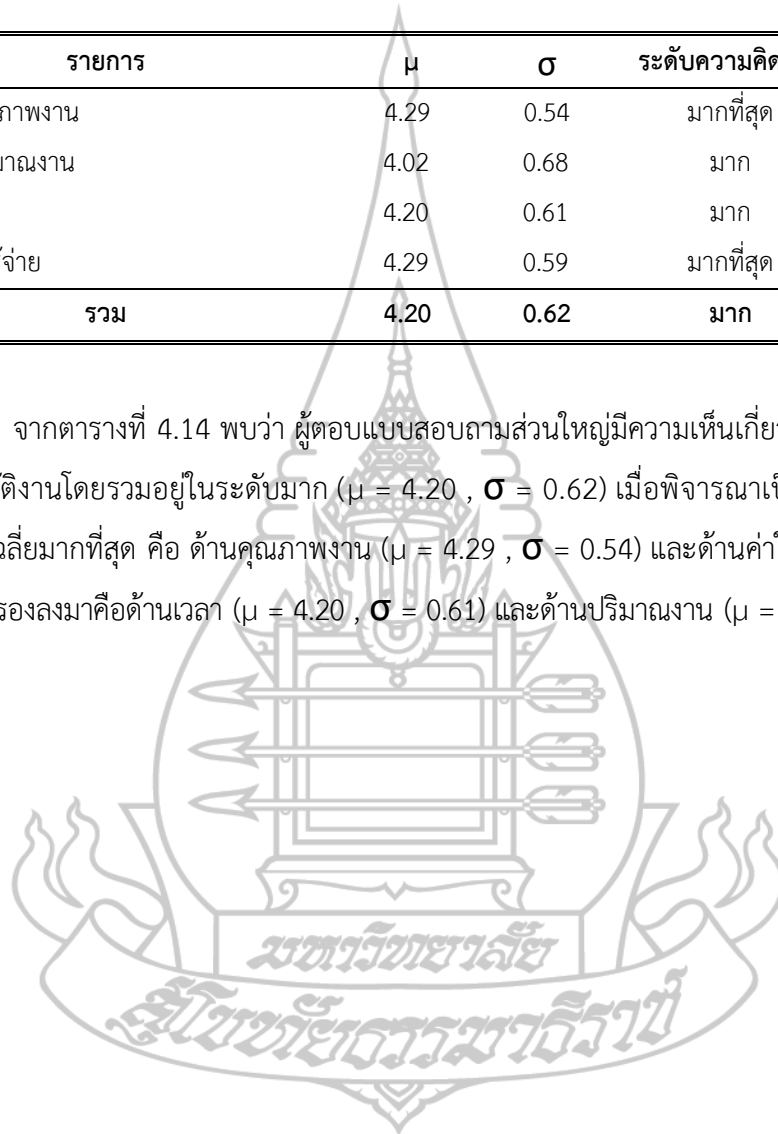 รายการ μ σ ระดับความคิด
ภาพงาน 4.29 0.54 มากที่สุด
มาณงาน 4.02 0.68 มาก
4.20 0.61 มาก
จ่าย 4.29 0.59 มากที่สุด
รวม 4.20 0.62 มาก
จากตารางที่ 4.14 พบว่า ผู้ตอบแบบสอบถามส่วนใหญ่มีความเห็นเกี่ยว
ติงานโดยรวมอยู่ในระดับมาก (μ = 4.20 , σ = 0.62) เมื่อพิจารณาเป็
ฉลี่ยมากที่สุด คือ ด้านคุณภาพงาน (μ = 4.29 , σ = 0.54) และด้านค่าใ
รองลงมาคือด้านเวลา (μ = 4.20 , σ = 0.61) และด้านปริมาณงาน (μ =
มหาวิทยาลัย
สุโขทัยธรรมาธิราช